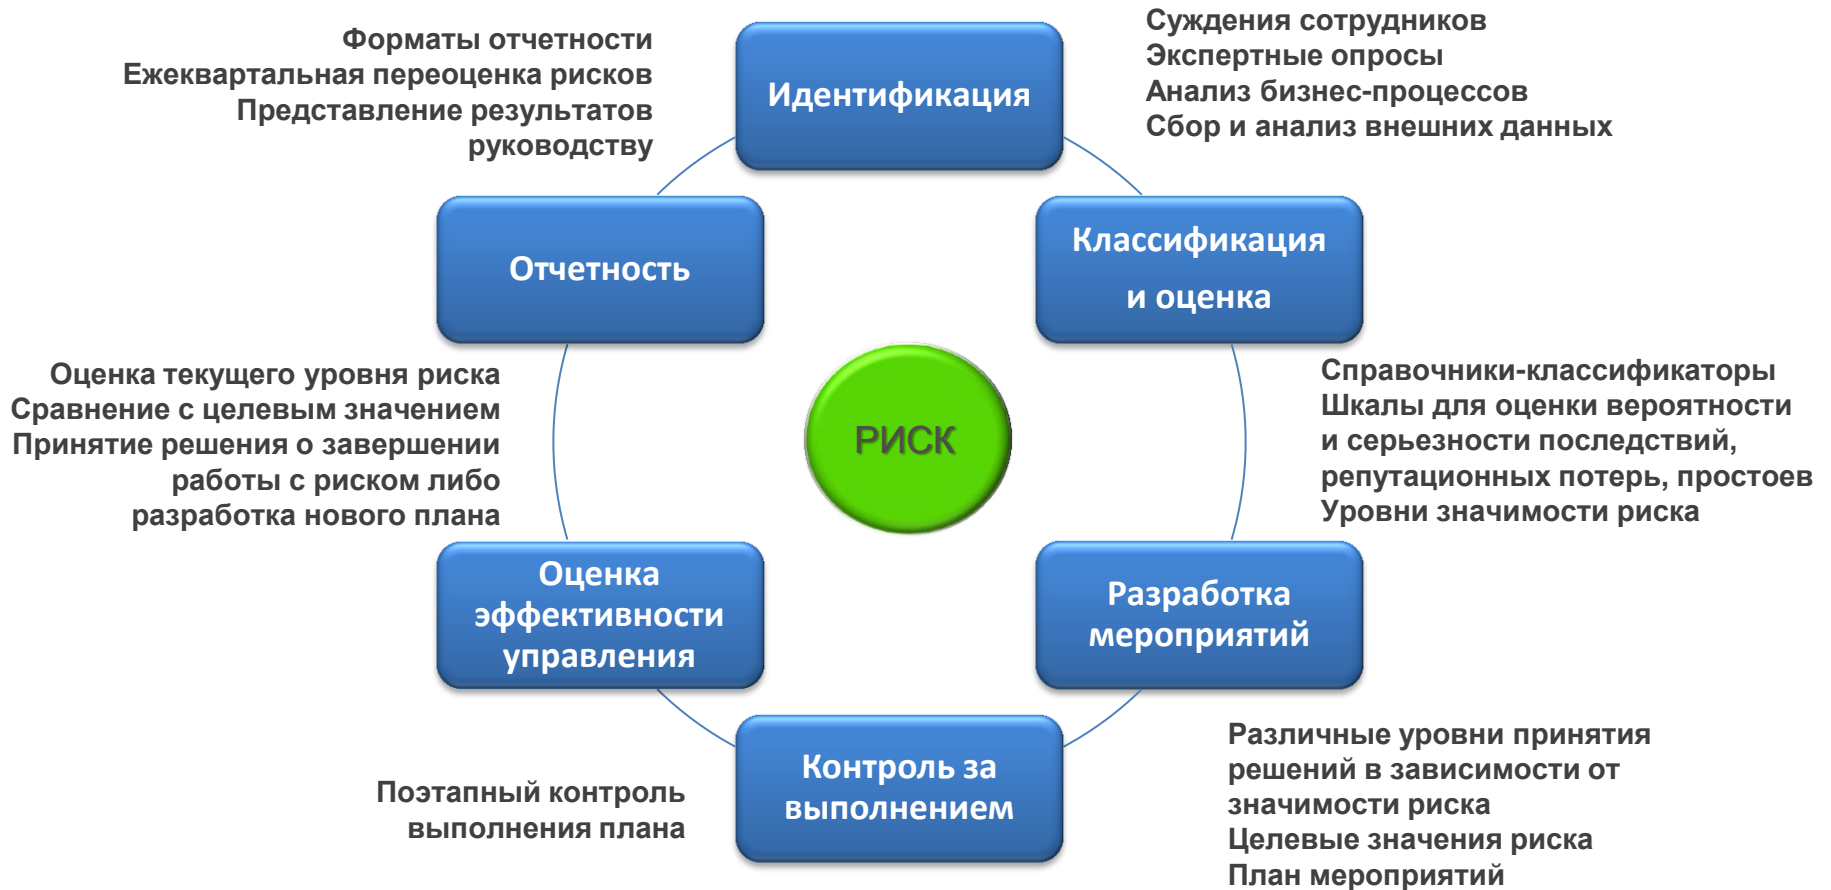 Форматы отчетности
Ежеквартальная переоценка рисков
Представление результатов
руководству
Идентификация
Суждения сотрудников
Экспертные опросы
Анализ бизнес-процессов
Сбор и анализ внешних данных
Отчетность
Классификация
и оценка
Оценка текущего уровня риска
Сравнение с целевым значением
Принятие решения о завершении
работы с риском либо
разработка нового плана
РИСК
Справочники-классификаторы
Шкалы для оценки вероятности
и серьезности последствий,
репутационных потерь, простоев
Уровни значимости риска
Оценка
эффективности
управления
Разработка
мероприятий
Поэтапный контроль
выполнения плана
Контроль за
выполнением
Различные уровни принятия
решений в зависимости от
значимости риска
Целевые значения риска
План мероприятий